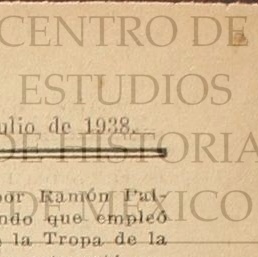 CENTRO DE
ESTUDIOS
ulio de 1938.
DE HISTORIA
por Ramón Pal-
DE MÉXICO
ndo que empleó
e la Tropa de la